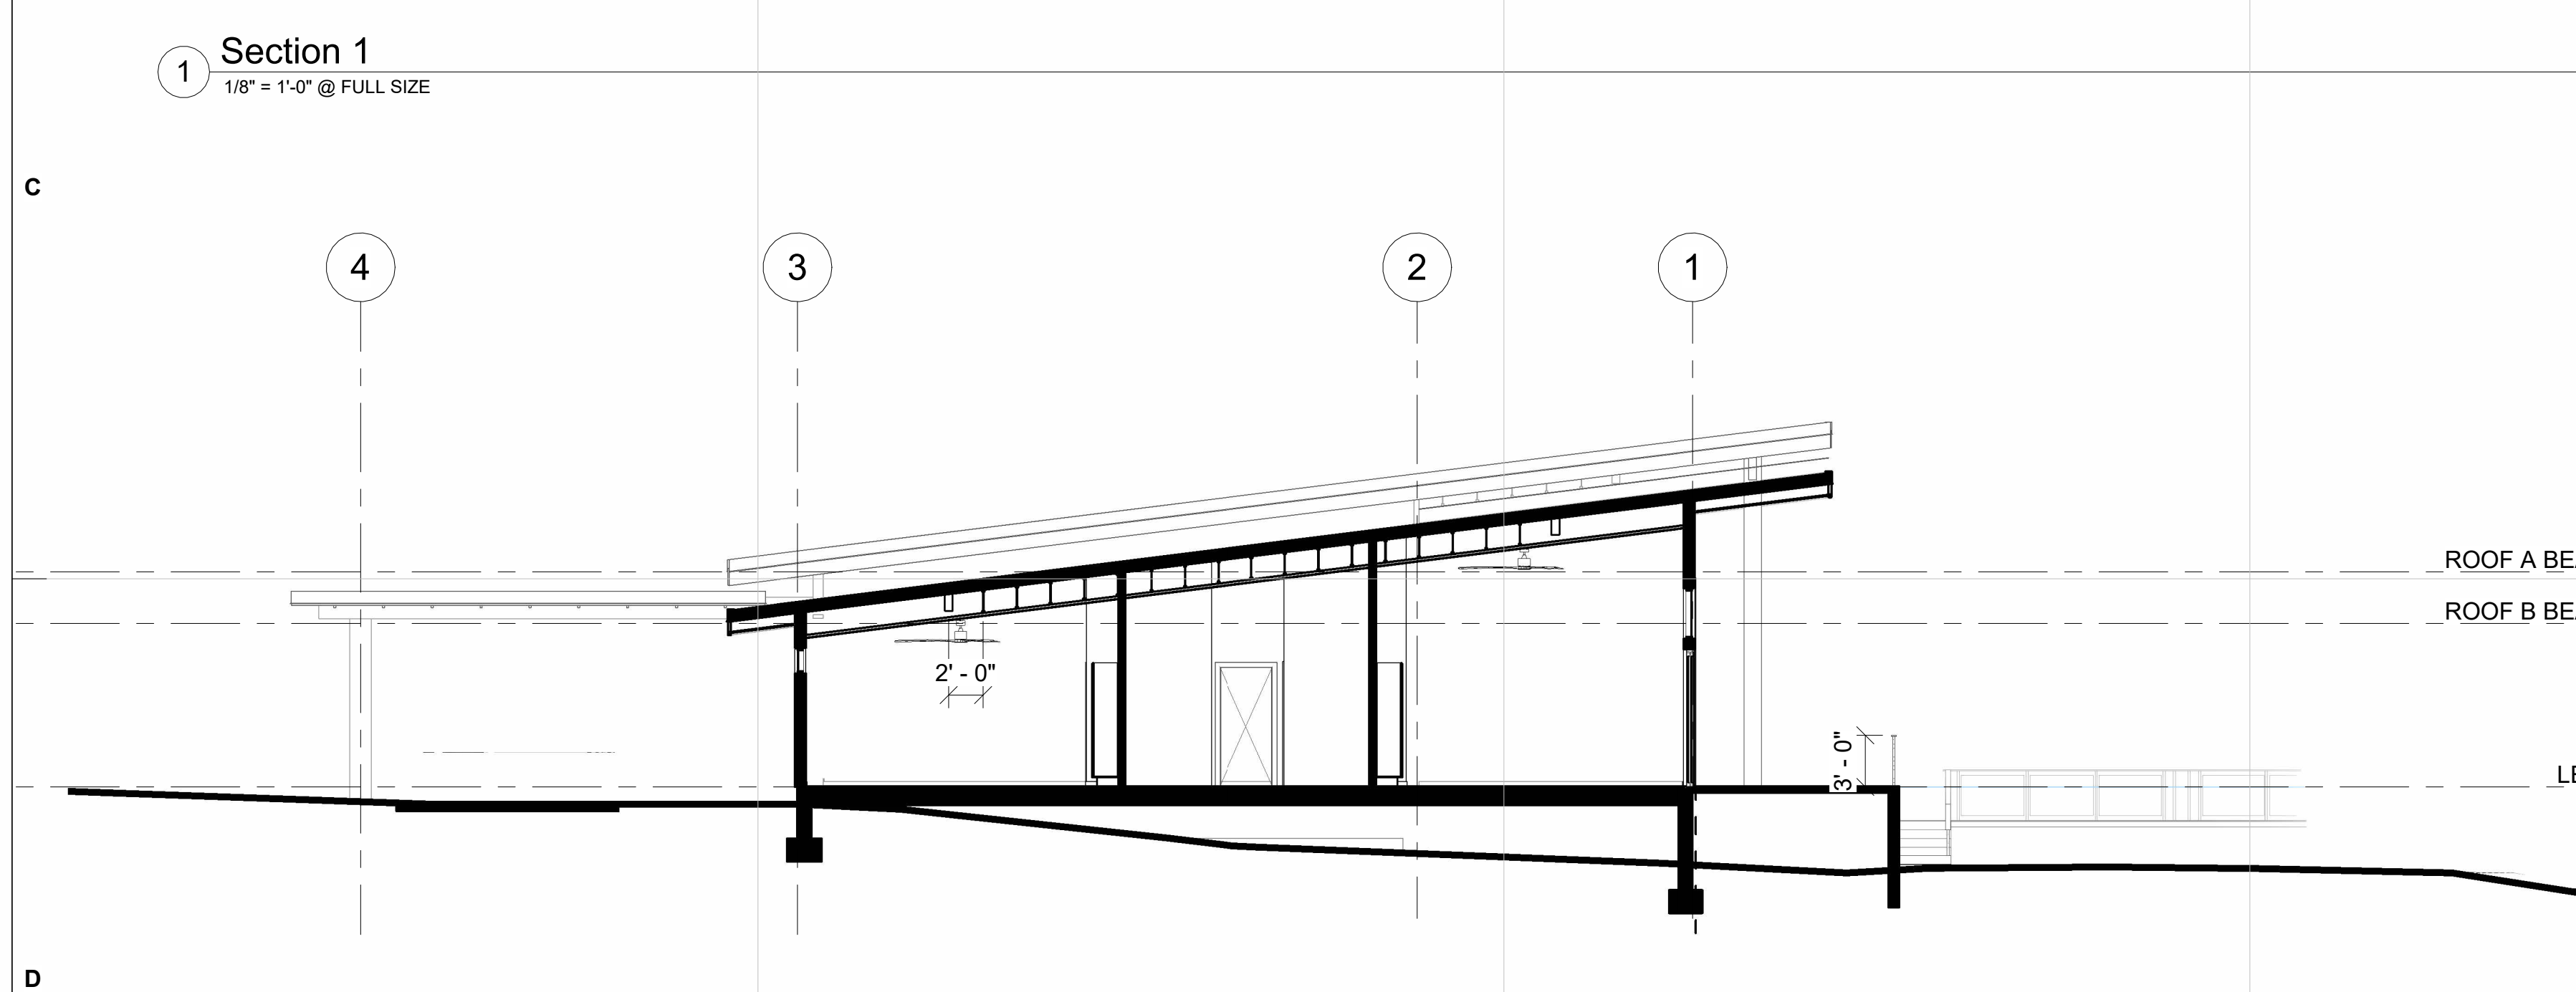 1
Section 1
1/8" = 1'-0" @ FULL SIZE
C
4
3
2
1
ROOF A BE
ROOF B BE
2' - 0"
3' - 0"
LE
D